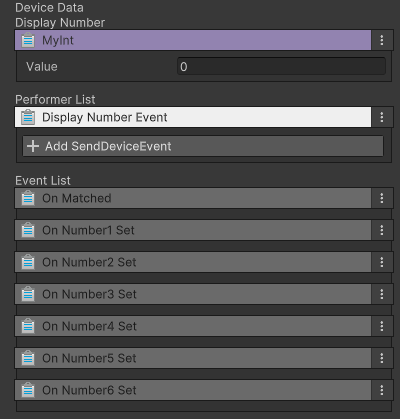 Device Data
Display Number
MyInt
Value 0
Performer List
Display Number Event
Add SendDeviceEvent
Event List
On Matched
On Number1 Set
On Number2 Set
On Number3 Set
On Number4 Set
On Number5 Set
On Number6 Set